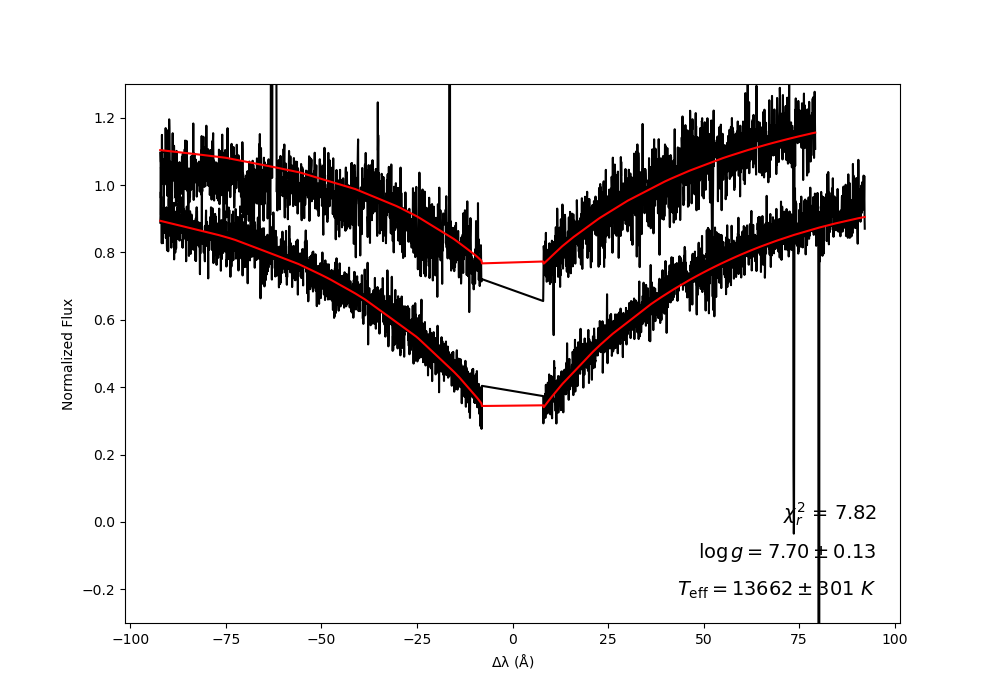 1.2
1.0
0.8
0.6
0.4
0.2
0.0
−0.2
Normalized Flux
χ²ᵣ = 7.82
log g = 7.70 ± 0.13
T_eff = 13662 ± 301 K
−100 −75 −50 −25 0 25 50 75 100
Δλ (Å)